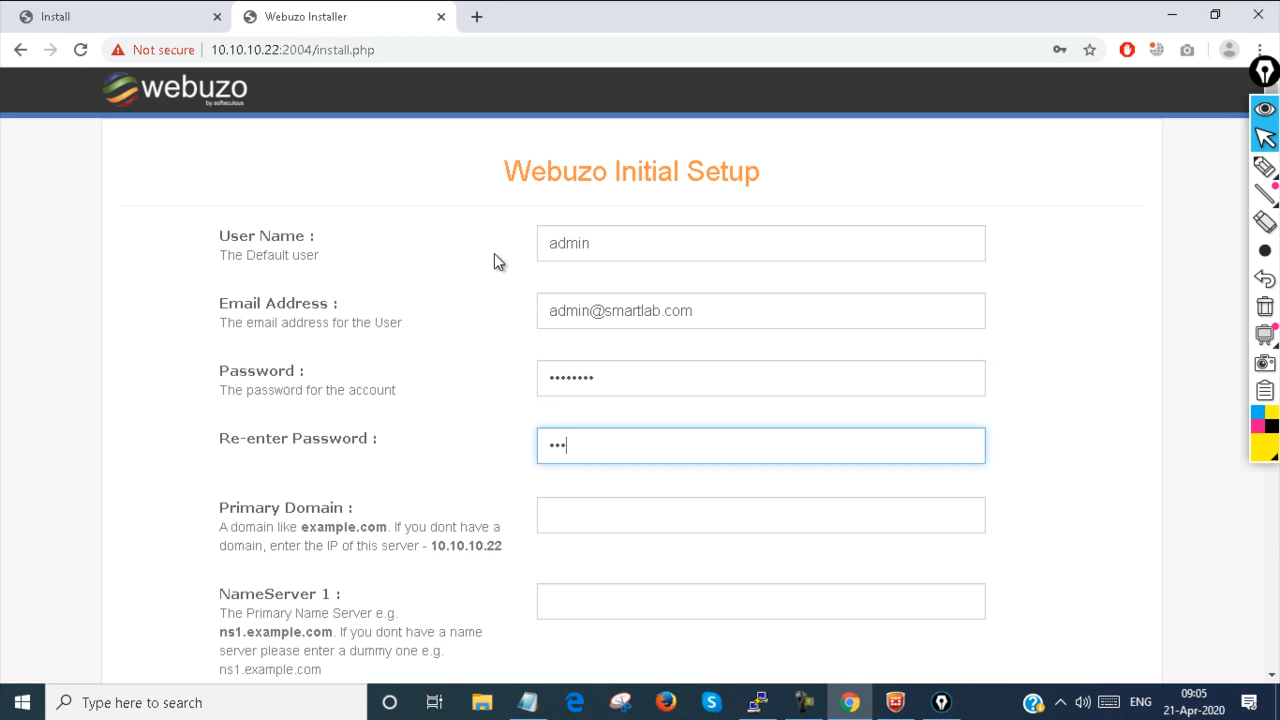 Install
Webuzo Installer
Not secure
10.10.10.22:2004/install.php
webuzo
by softaculous
Webuzo Initial Setup
User Name :
The Default user
admin
Email Address :
The email address for the User
admin@smartlab.com
Password :
The password for the account
••••••••
Re-enter Password :
•••
Primary Domain :
A domain like example.com. If you dont have a
domain, enter the IP of this server - 10.10.10.22
NameServer 1 :
The Primary Name Server e.g.
ns1.example.com. If you dont have a name
server please enter a dummy one e.g.
ns1.example.com
Type here to search
ENG
09:05
21-Apr-2020